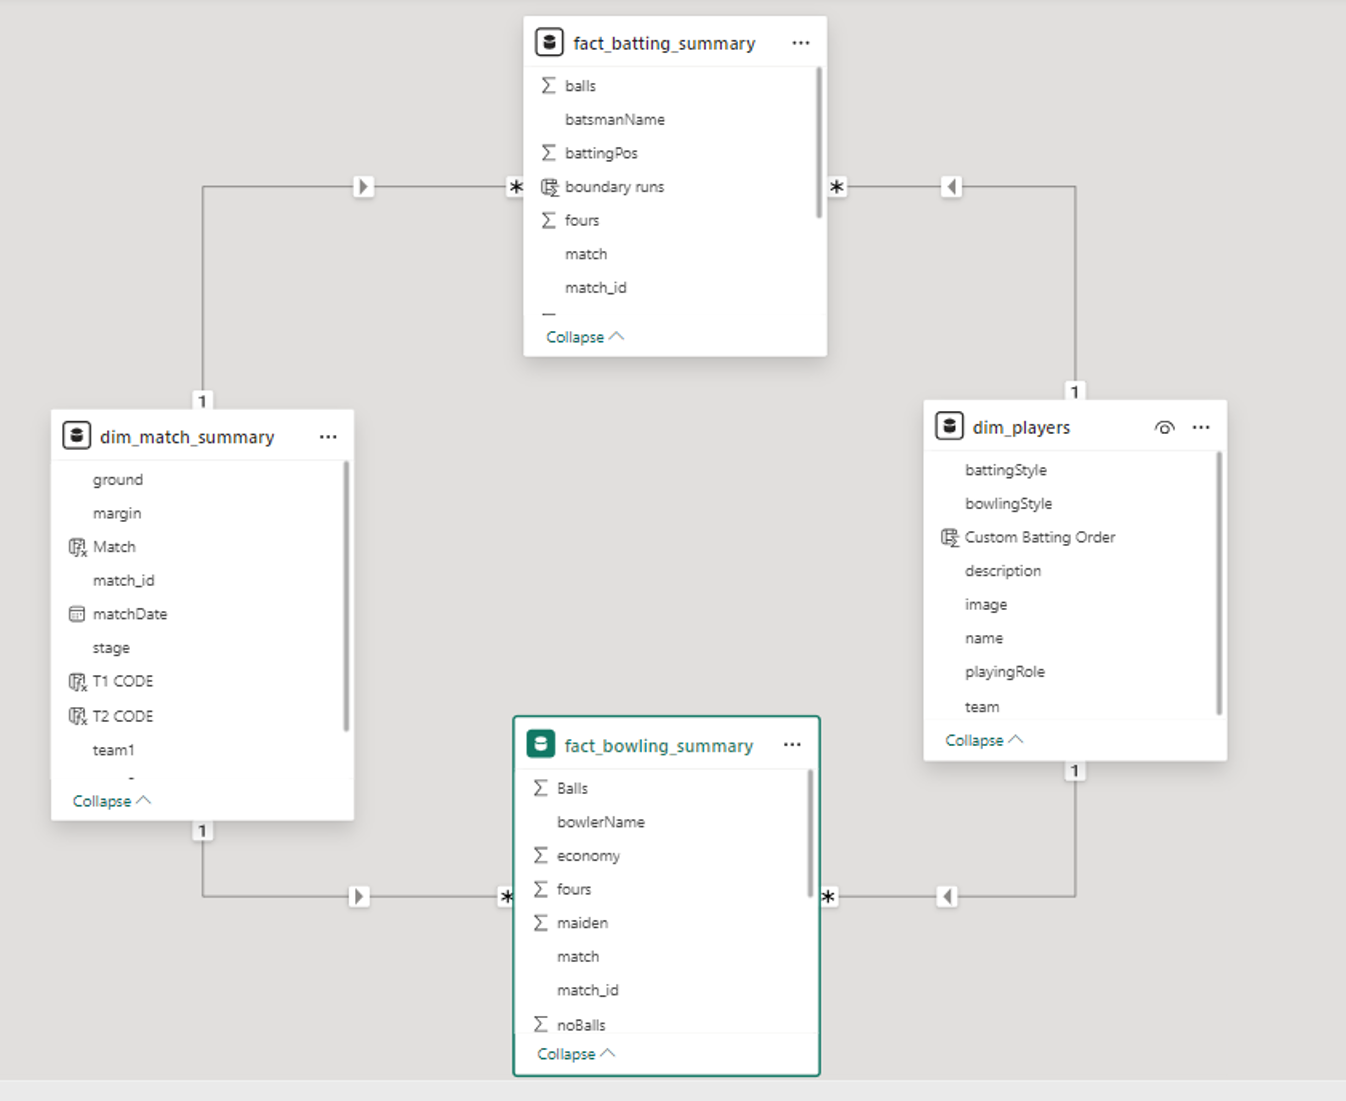 fact_batting_summary
balls
batsmanName
battingPos
boundary runs
fours
match
match_id
Collapse
*
*
1
1
dim_match_summary
ground
margin
Match
match_id
matchDate
stage
T1 CODE
T2 CODE
team1
Collapse
1
dim_players
battingStyle
bowlingStyle
Custom Batting Order
description
image
name
playingRole
team
Collapse
1
fact_bowling_summary
Balls
bowlerName
economy
fours
maiden
match
match_id
noBalls
Collapse
*
*